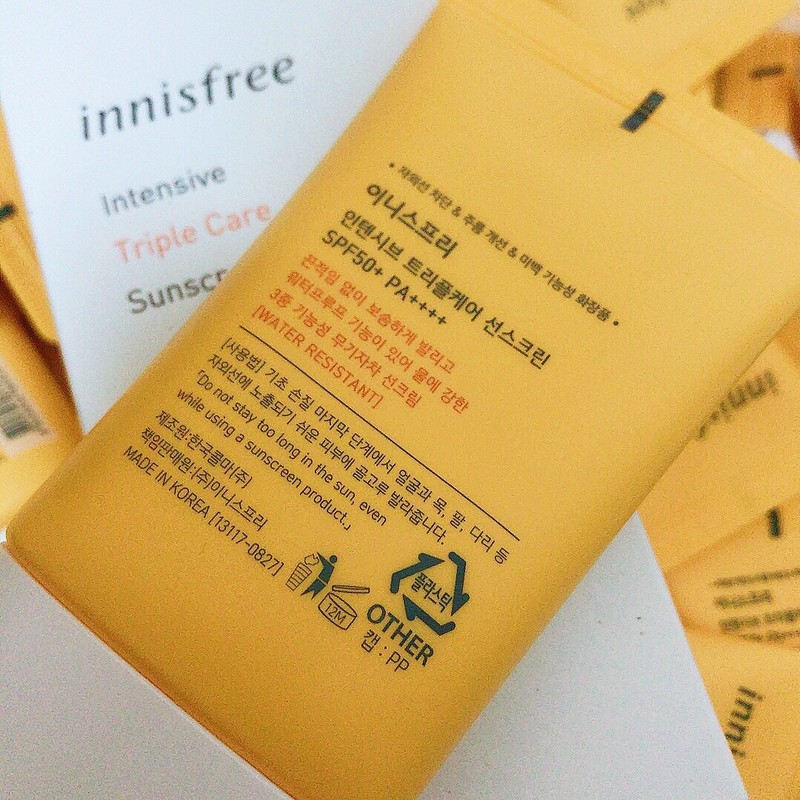 innisfree
Intensive
Triple Care
• 자외선 차단 & 주름 개선 & 미백 기능성 화장품 •
이니스프리
인텐시브 트리플케어 선스크린
SPF50+ PA++++
끈적임 없이 보송하게 발리고
워터프루프 기능이 있어 물에 강한
3중 기능성 무기자차 선크림
[WATER RESISTANT]
[사용법] 기초 손질 마지막 단계에서 얼굴과 목, 팔, 다리 등
자외선에 노출되기 쉬운 피부에 골고루 발라줍니다.
「Do not stay too long in the sun, even
while using a sunscreen product.」
제조원:한국콜마(주)
책임판매원:(주)이니스프리
MADE IN KOREA [13117-0827]
12M
플라스틱
OTHER
캡 : PP
innisfree